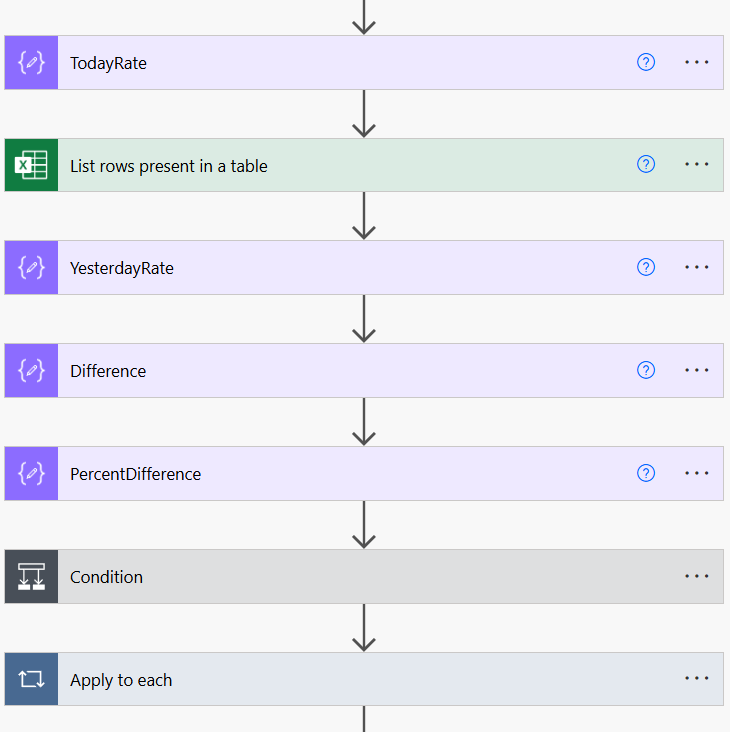 TodayRate
List rows present in a table
YesterdayRate
Difference
PercentDifference
Condition
Apply to each